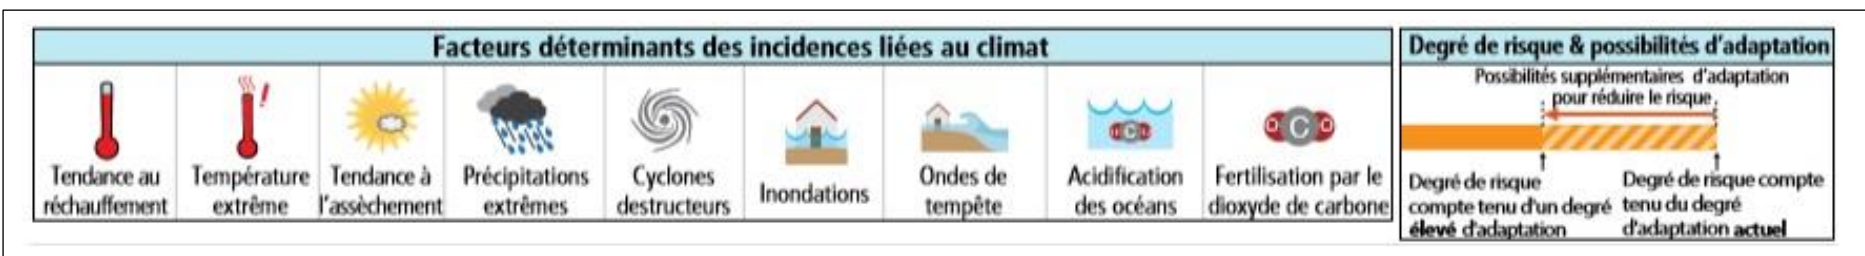 Facteurs déterminants des incidences liées au climat
Tendance au
réchauffement
Température
extrême
Tendance à
l'assèchement
Précipitations
extrêmes
Cyclones
destructeurs
Inondations
Ondes de
tempête
O C O
Acidification
des océans
O C O
Fertilisation par le
dioxyde de carbone
Degré de risque & possibilités d'adaptation
Possibilités supplémentaires d'adaptation
pour réduire le risque
Degré de risque
compte tenu d'un degré
élevé d'adaptation
Degré de risque compte
tenu du degré
d'adaptation actuel